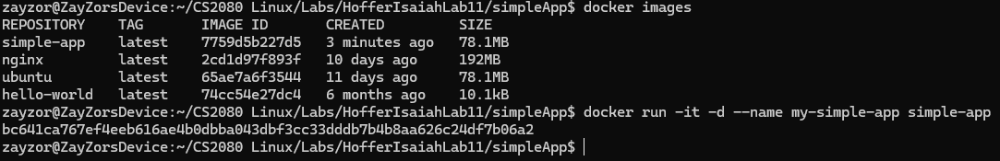 zayzor@ZayZorsDevice:~/CS2080 Linux/Labs/HofferIsaiahLab11/simpleApp$ docker images
REPOSITORY    TAG       IMAGE ID       CREATED         SIZE
simple-app    latest    7759d5b227d5   3 minutes ago   78.1MB
nginx         latest    2cd1d97f893f   10 days ago     192MB
ubuntu        latest    65ae7a6f3544   11 days ago     78.1MB
hello-world   latest    74cc54e27dc4   6 months ago    10.1kB
zayzor@ZayZorsDevice:~/CS2080 Linux/Labs/HofferIsaiahLab11/simpleApp$ docker run -it -d --name my-simple-app simple-app
bc641ca767ef4eeb616ae4b0dbba043dbf3cc33dddb7b4b8aa626c24df7b06a2
zayzor@ZayZorsDevice:~/CS2080 Linux/Labs/HofferIsaiahLab11/simpleApp$